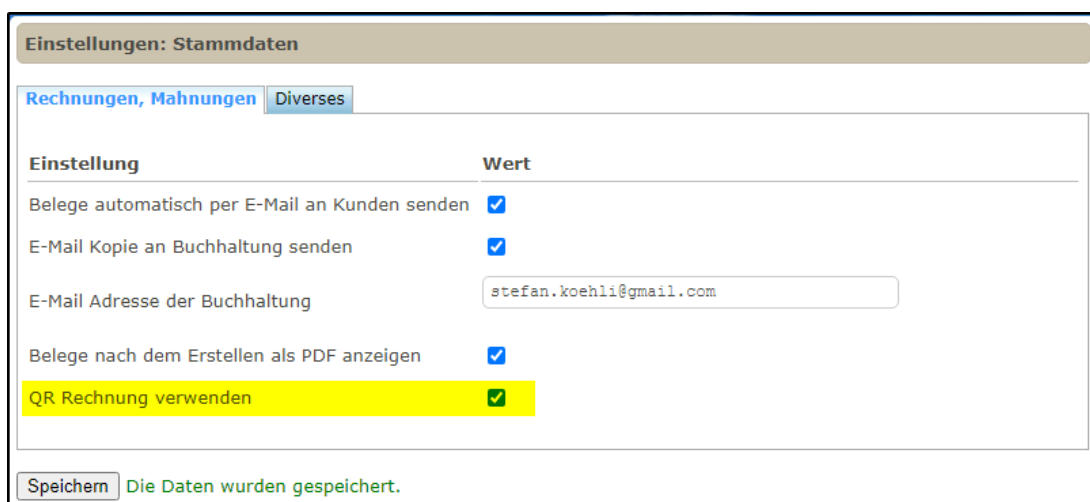 Einstellungen: Stammdaten
Rechnungen, Mahnungen Diverses
Einstellung Wert
Belege automatisch per E-Mail an Kunden senden
E-Mail Kopie an Buchhaltung senden
E-Mail Adresse der Buchhaltung stefan.koehli@gmail.com
Belege nach dem Erstellen als PDF anzeigen
QR Rechnung verwenden
Speichern Die Daten wurden gespeichert.